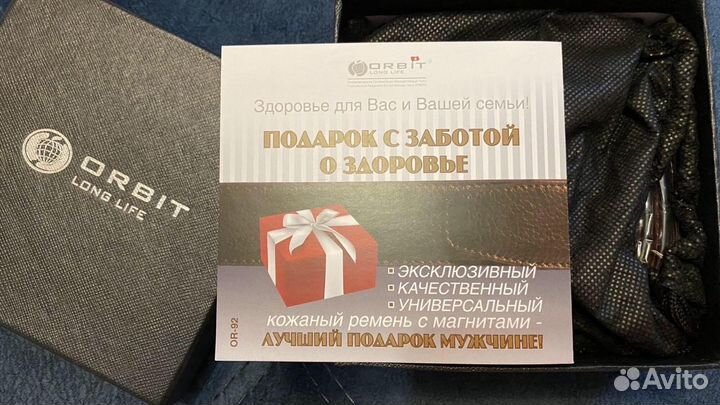 ORBIT
LONG LIFE
ORBIT
LONG LIFE
Здоровье для Вас и Вашей семьи!
ПОДАРОК С ЗАБОТОЙ
О ЗДОРОВЬЕ
ЭКСКЛЮЗИВНЫЙ
КАЧЕСТВЕННЫЙ
УНИВЕРСАЛЬНЫЙ
кожаный ремень с магнитами -
ЛУЧШИЙ ПОДАРОК МУЖЧИНЕ!
OR-92
Avito